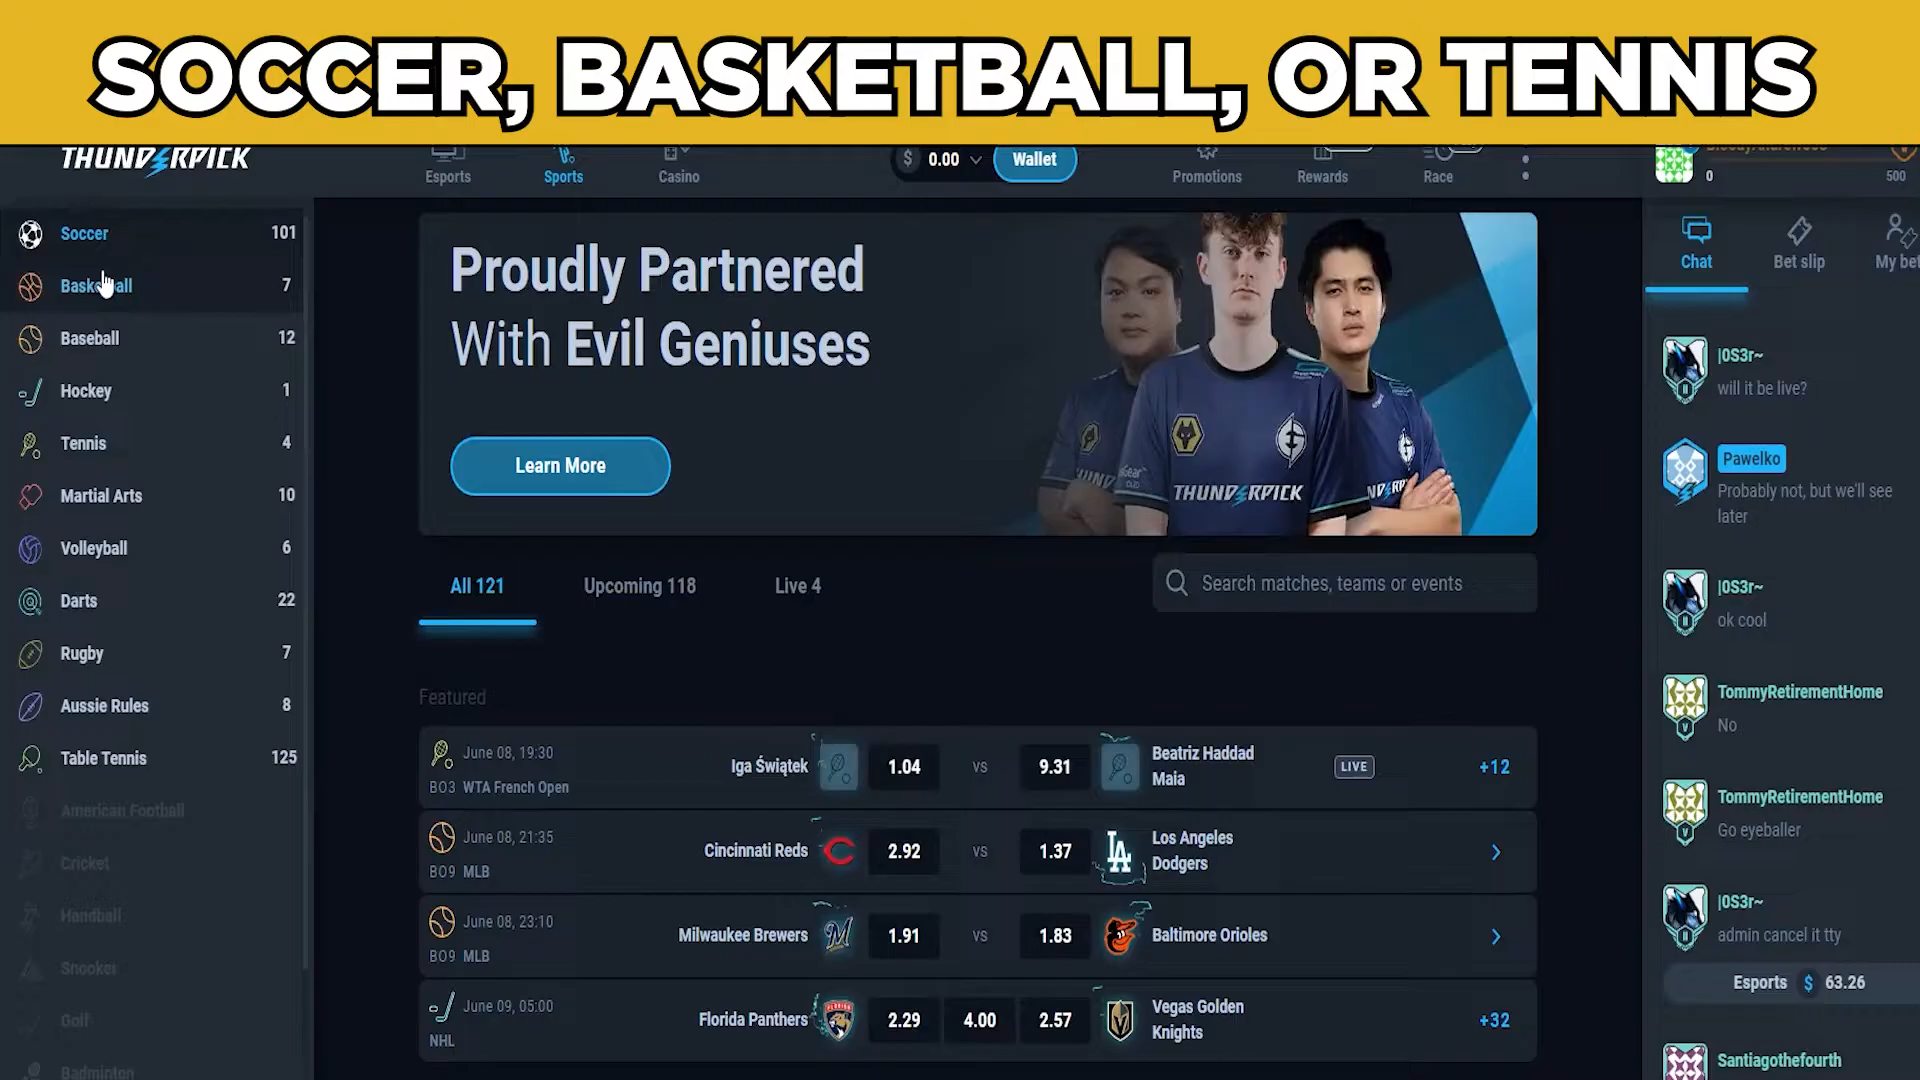 SOCCER, BASKETBALL, OR TENNIS
THUNDERPICK
Esports
Sports
Casino
$ 0.00
Wallet
Promotions
Rewards
Race
0
500
Soccer 101
Basketball 7
Baseball 12
Hockey 1
Tennis 4
Martial Arts 10
Volleyball 6
Darts 22
Rugby 7
Aussie Rules 8
Table Tennis 125
American Football
Cricket
Handball
Snooker
Golf
Badminton
Proudly Partnered
With Evil Geniuses
Learn More
THUNDERPICK
All 121
Upcoming 118
Live 4
Search matches, teams or events
Featured
June 08, 19:30
BO3 WTA French Open
Iga Świątek
1.04
VS
9.31
Beatriz Haddad
Maia
LIVE
+12
June 08, 21:35
BO9 MLB
Cincinnati Reds
2.92
VS
1.37
Los Angeles
Dodgers
June 08, 23:10
BO9 MLB
Milwaukee Brewers
1.91
VS
1.83
Baltimore Orioles
June 09, 05:00
NHL
Florida Panthers
2.29
4.00
2.57
Vegas Golden
Knights
+32
Chat
Bet slip
My bet
|0S3r~
will it be live?
Pawelko
Probably not, but we'll see
later
|0S3r~
ok cool
TommyRetirementHome
No
TommyRetirementHome
Go eyeballer
|0S3r~
admin cancel it tty
Esports $ 63.26
Santiagothefourth